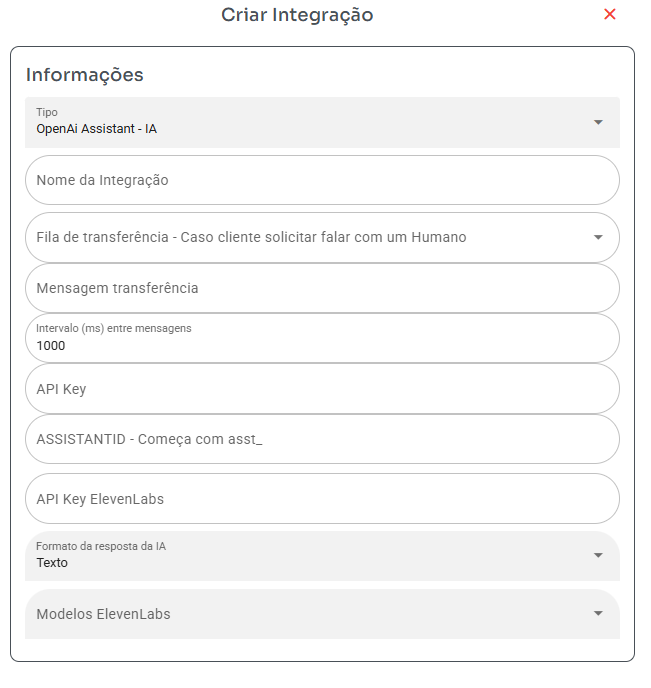 Criar Integração
Informações
Tipo
OpenAi Assistant - IA
Nome da Integração
Fila de transferência - Caso cliente solicitar falar com um Humano
Mensagem transferência
Intervalo (ms) entre mensagens
1000
API Key
ASSISTANTID - Começa com asst_
API Key ElevenLabs
Formato da resposta da IA
Texto
Modelos ElevenLabs